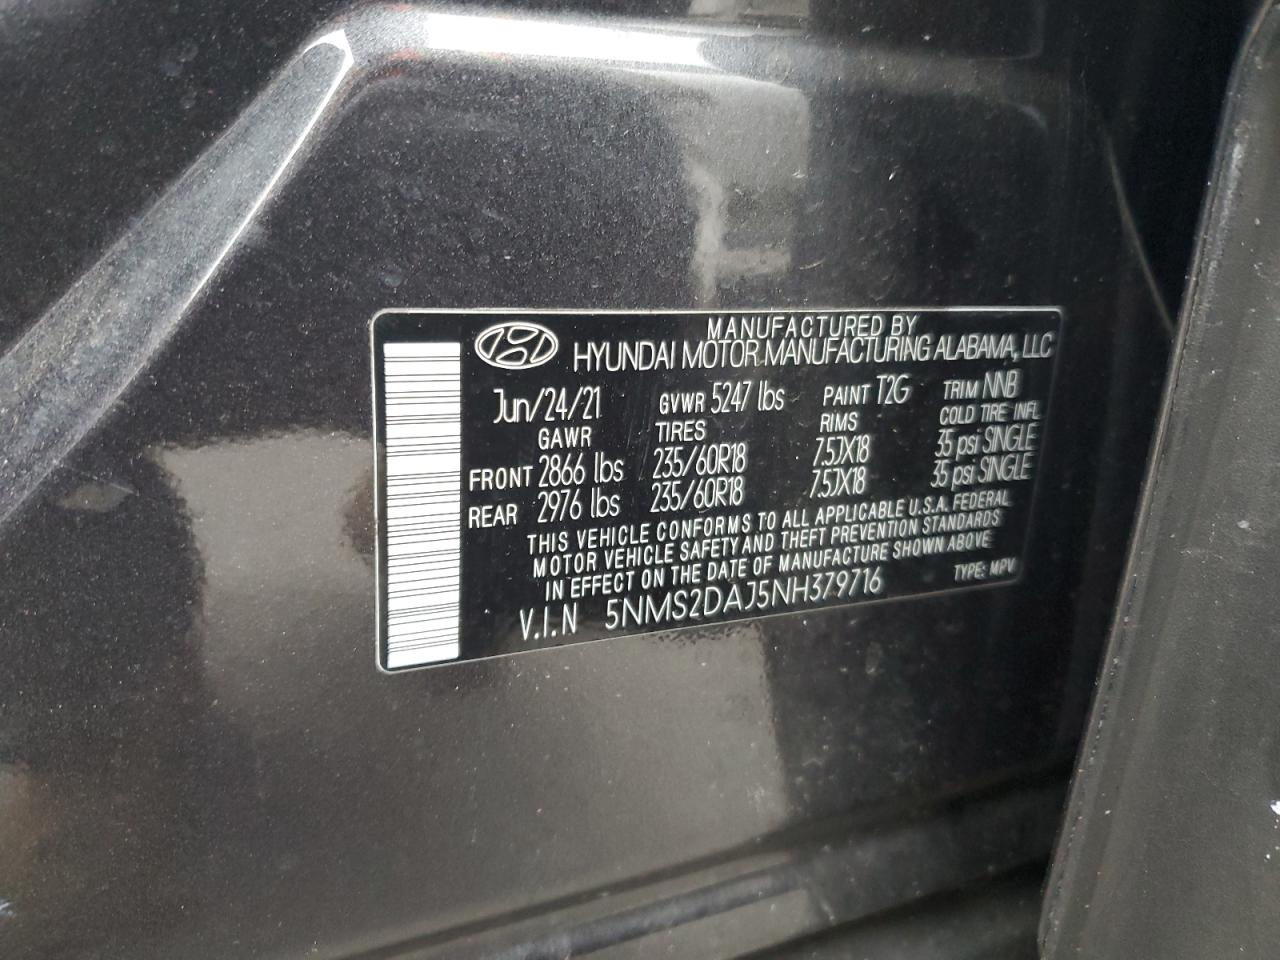 MANUFACTURED BY
HYUNDAI MOTOR MANUFACTURING ALABAMA, LLC
Jun/24/21 GVWR 5247 lbs PAINT T2G TRIM NNB
GAWR TIRES RIMS COLD TIRE INFL
FRONT 2866 lbs 235/60R18 7.5JX18 35 psi SINGLE
REAR 2976 lbs 235/60R18 7.5JX18 35 psi SINGLE
THIS VEHICLE CONFORMS TO ALL APPLICABLE U.S.A. FEDERAL
MOTOR VEHICLE SAFETY AND THEFT PREVENTION STANDARDS
IN EFFECT ON THE DATE OF MANUFACTURE SHOWN ABOVE
V.I.N 5NMS2DAJ5NH379716 TYPE: MPV